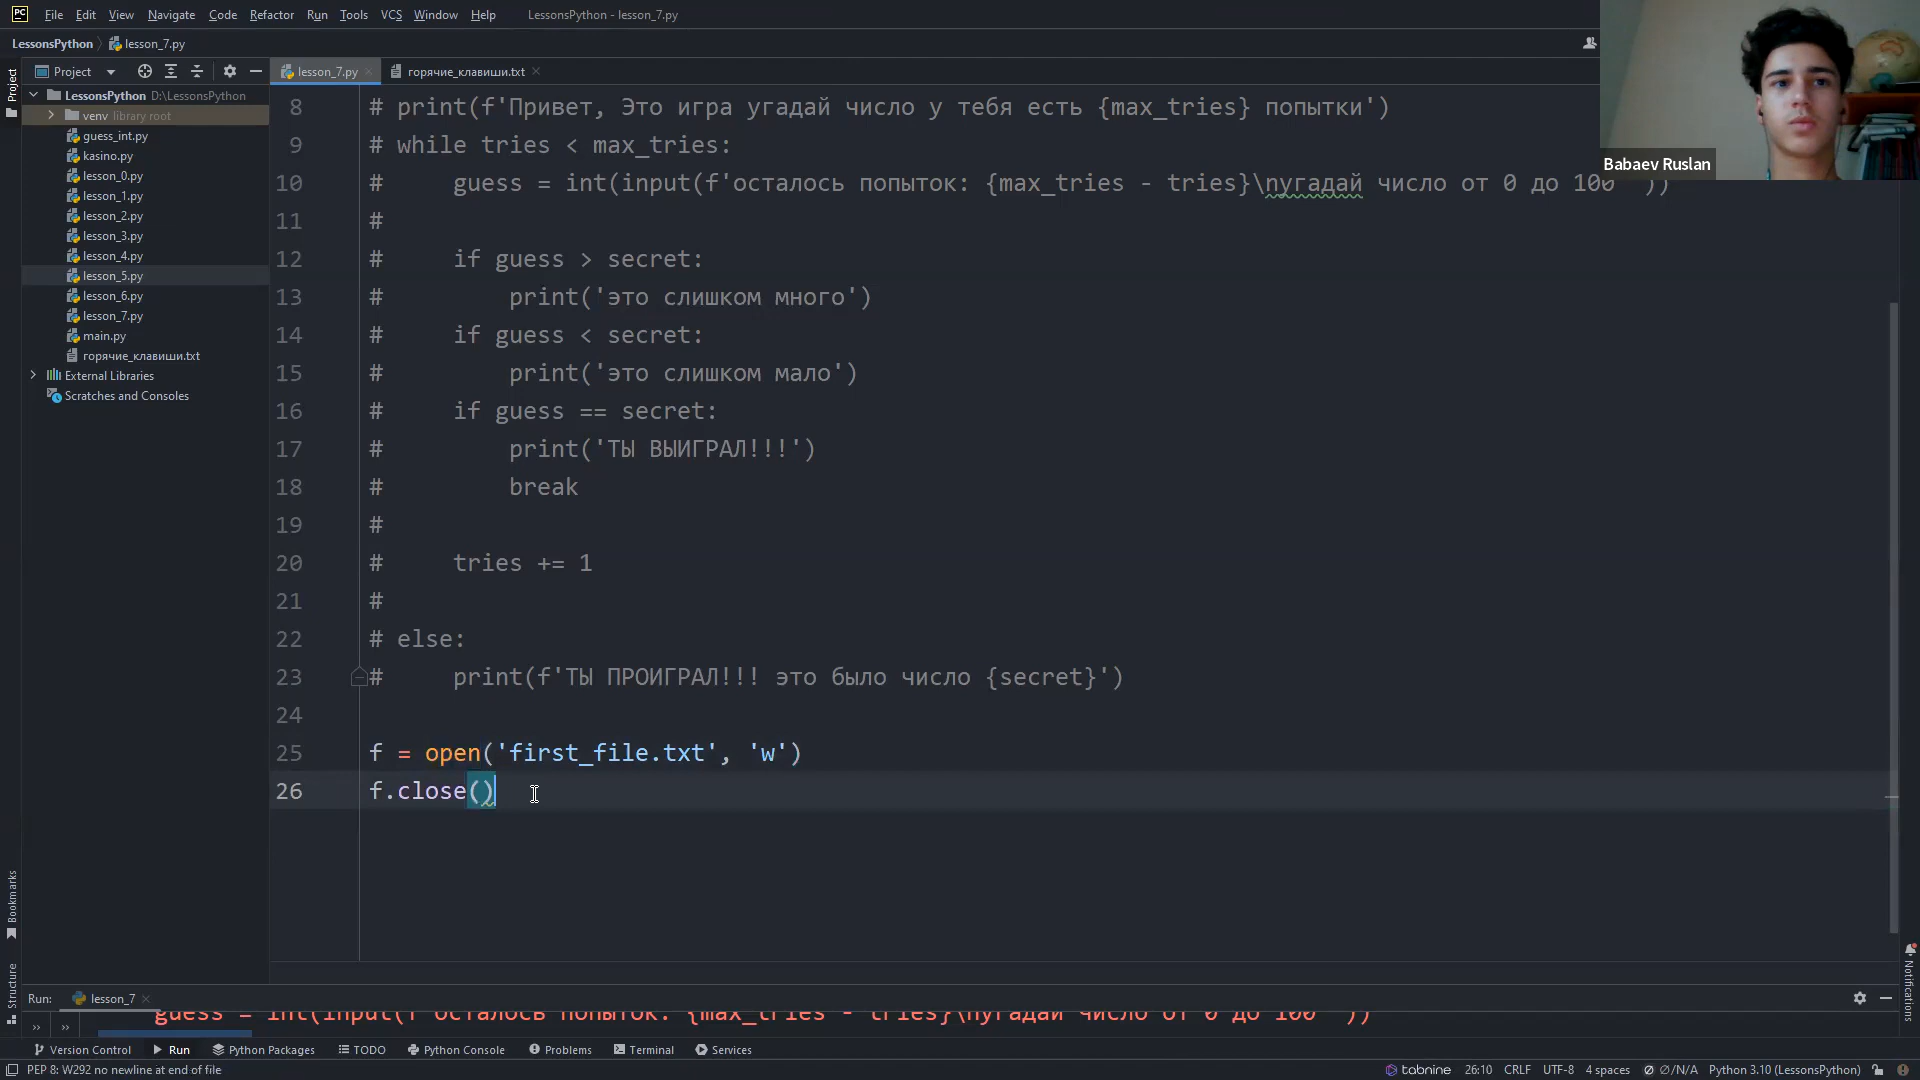 PC File Edit View Navigate Code Refactor Run Tools VCS Window Help LessonsPython - lesson_7.py
LessonsPython lesson_7.py
Project lesson_7.py горячие_клавиши.txt
Project
LessonsPython D:\LessonsPython
venv library root
guess_int.py
kasino.py
lesson_0.py
lesson_1.py
lesson_2.py
lesson_3.py
lesson_4.py
lesson_5.py
lesson_6.py
lesson_7.py
main.py
горячие_клавиши.txt
External Libraries
Scratches and Consoles
8 # print(f'Привет, Это игра угадай число у тебя есть {max_tries} попытки')
9 # while tries < max_tries:
10 #     guess = int(input(f'осталось попыток: {max_tries - tries}\nугадай число от 0 до 100 ))
11 #
12 #     if guess > secret:
13 #         print('это слишком много')
14 #     if guess < secret:
15 #         print('это слишком мало')
16 #     if guess == secret:
17 #         print('ТЫ ВЫИГРАЛ!!!')
18 #         break
19 #
20 #     tries += 1
21 #
22 # else:
23 #     print(f'ТЫ ПРОИГРАЛ!!! это было число {secret}')
24
25 f = open('first_file.txt', 'w')
26 f.close()
Babaev Ruslan
Bookmarks
Structure
Notifications
Run: lesson_7
guess = int(input(f осталось попыток: {max_tries - tries}\nугадай число от 0 до 100 ))
Version Control Run Python Packages TODO Python Console Problems Terminal Services
PEP 8: W292 no newline at end of file tabnine 26:10 CRLF UTF-8 4 spaces N/A Python 3.10 (LessonsPython)